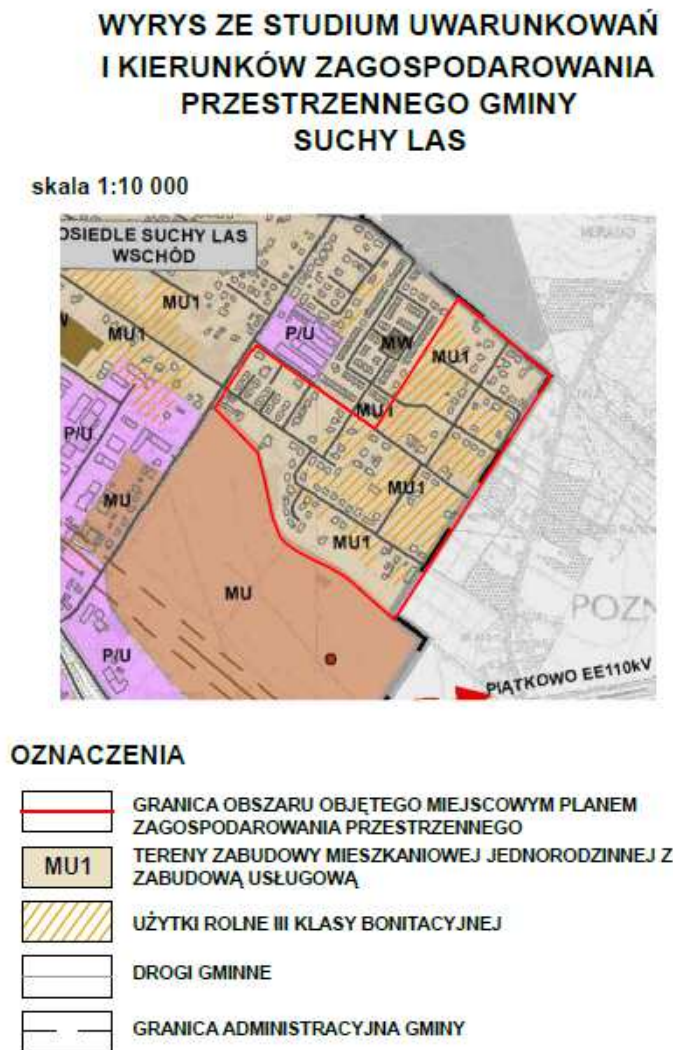 WYRYS ZE STUDIUM UWARUNKOWAŃ
I KIERUNKÓW ZAGOSPODAROWANIA
PRZESTRZENNEGO GMINY
SUCHY LAS
skala 1:10 000
OSIEDLE SUCHY LAS
WSCHÓD
MU1
P/U
MU1
MW
MU1
MU1
P/U
MU1
MU
MU1
MU
POZN
P/U
PIĄTKOWO EE110kV
OZNACZENIA
GRANICA OBSZARU OBJĘTEGO MIEJSCOWYM PLANEM
ZAGOSPODAROWANIA PRZESTRZENNEGO
MU1
TERENY ZABUDOWY MIESZKANIOWEJ JEDNORODZINNEJ Z
ZABUDOWĄ USŁUGOWĄ
UŻYTKI ROLNE III KLASY BONITACYJNEJ
DROGI GMINNE
GRANICA ADMINISTRACYJNA GMINY